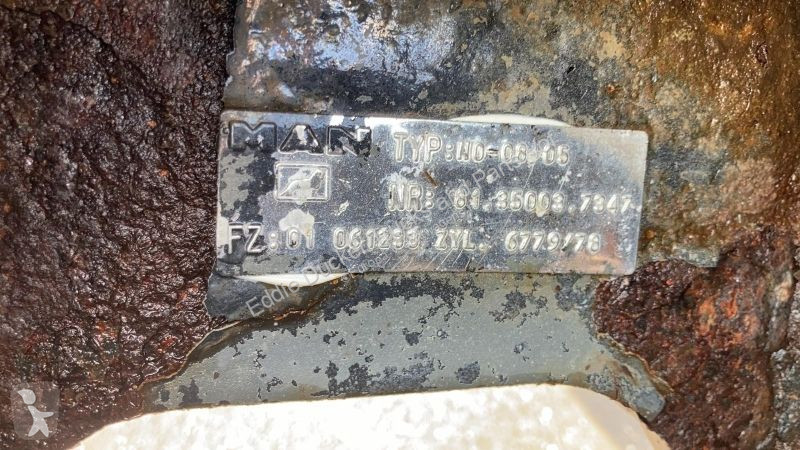 MAN TYP:HD-08 05
NR: 81.35003.7347
FZ:01 061233 ZYL. 6779/78